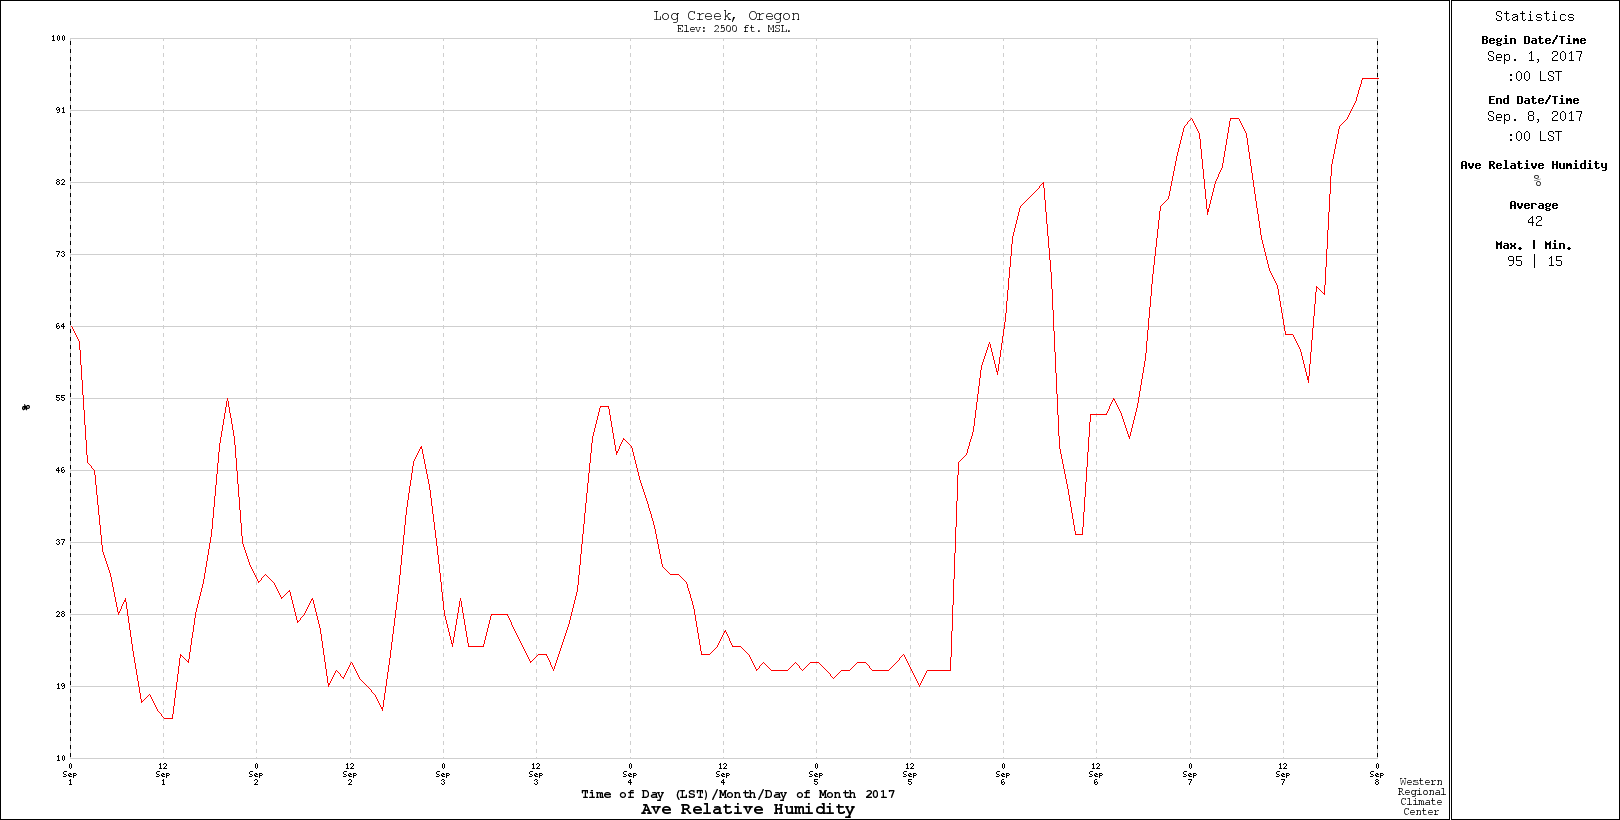 Log Creek, Oregon
Elev: 2500 ft. MSL.
100
91
82
73
64
55
46
37
28
19
10
%
0 12 0 12 0 12 0 12 0 12 0 12 0 12 0
Sep Sep Sep Sep Sep Sep Sep Sep Sep Sep Sep Sep Sep Sep Sep
1 1 2 2 3 3 4 4 5 5 6 6 7 7 8
Time of Day (LST)/Month/Day of Month 2017
Ave Relative Humidity
Western
Regional
Climate
Center
Statistics
Begin Date/Time
Sep. 1, 2017
:00 LST
End Date/Time
Sep. 8, 2017
:00 LST
Ave Relative Humidity
%
Average
42
Max. | Min.
95 | 15